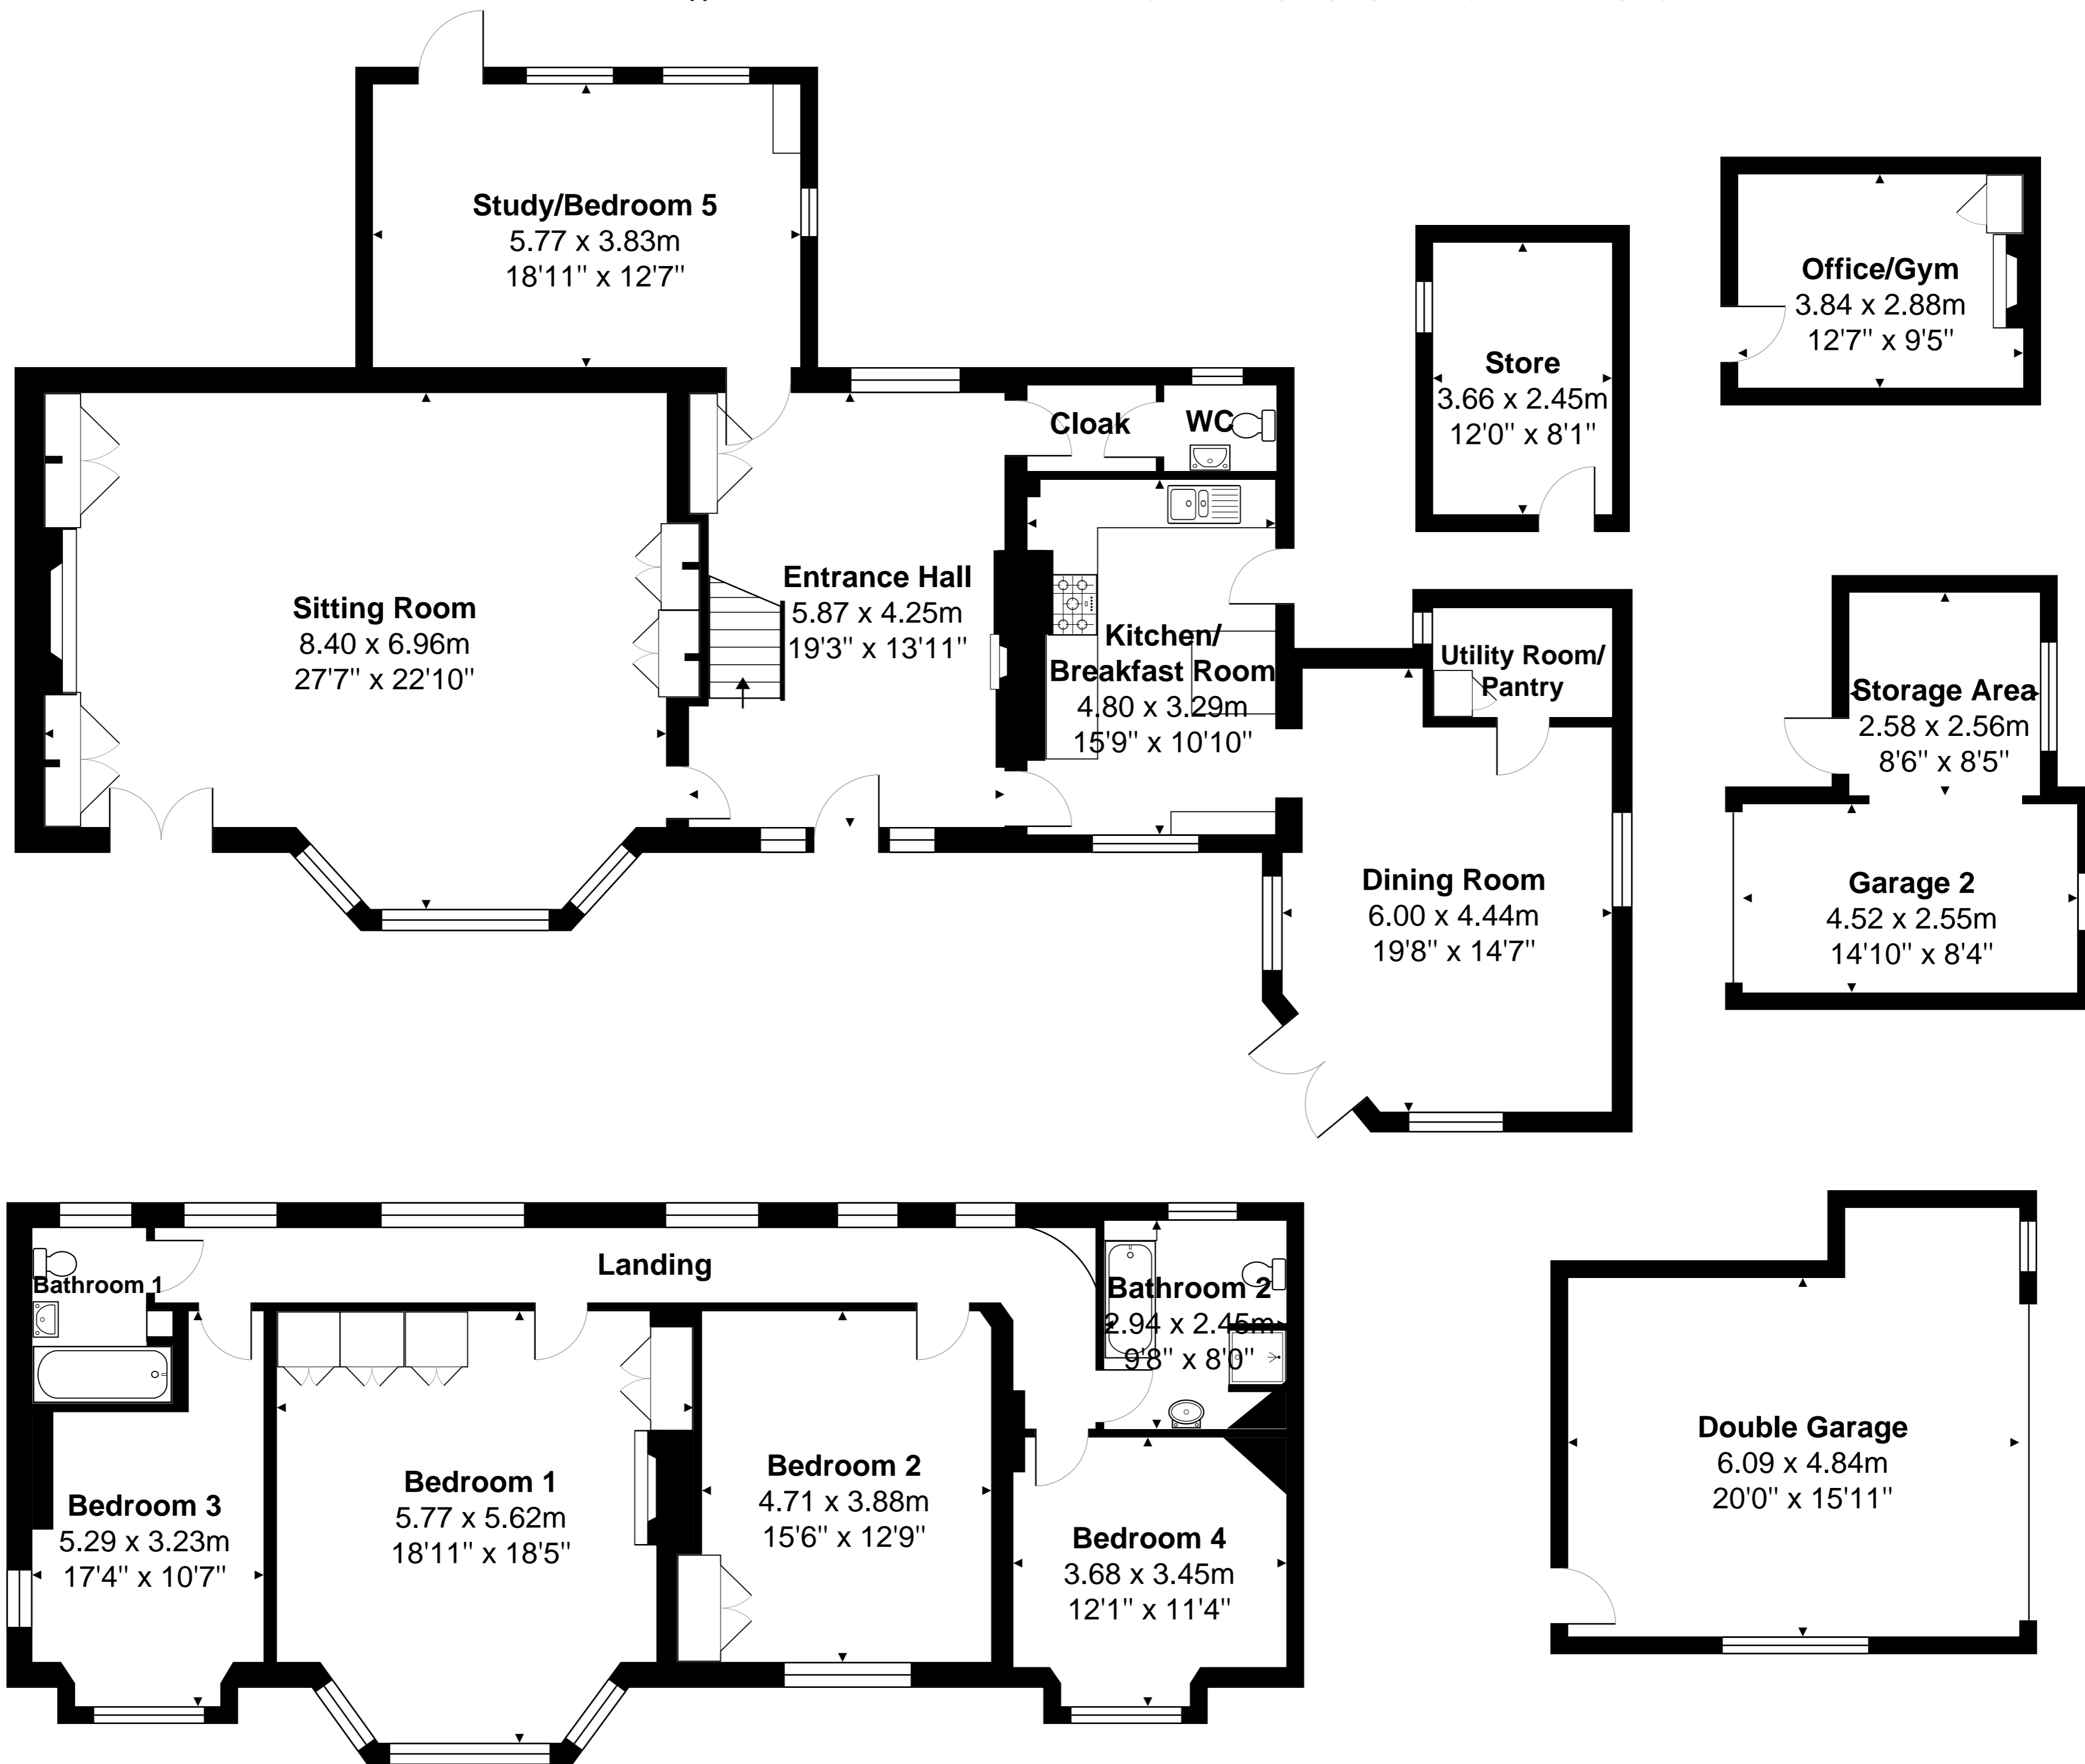 Study/Bedroom 5
5.77 x 3.83m
18'11" x 12'7"
Office/Gym
3.84 x 2.88m
12'7" x 9'5"
Store
3.66 x 2.45m
12'0" x 8'1"
Cloak
WC
Sitting Room
8.40 x 6.96m
27'7" x 22'10"
Entrance Hall
5.87 x 4.25m
19'3" x 13'11"
Kitchen/
Breakfast Room
4.80 x 3.29m
15'9" x 10'10"
Utility Room/
Pantry
Storage Area
2.58 x 2.56m
8'6" x 8'5"
Dining Room
6.00 x 4.44m
19'8" x 14'7"
Garage 2
4.52 x 2.55m
14'10" x 8'4"
Landing
Bathroom 1
Bathroom 2
2.94 x 2.45m
9'8" x 8'0"
Bedroom 3
5.29 x 3.23m
17'4" x 10'7"
Bedroom 1
5.77 x 5.62m
18'11" x 18'5"
Bedroom 2
4.71 x 3.88m
15'6" x 12'9"
Bedroom 4
3.68 x 3.45m
12'1" x 11'4"
Double Garage
6.09 x 4.84m
20'0" x 15'11"